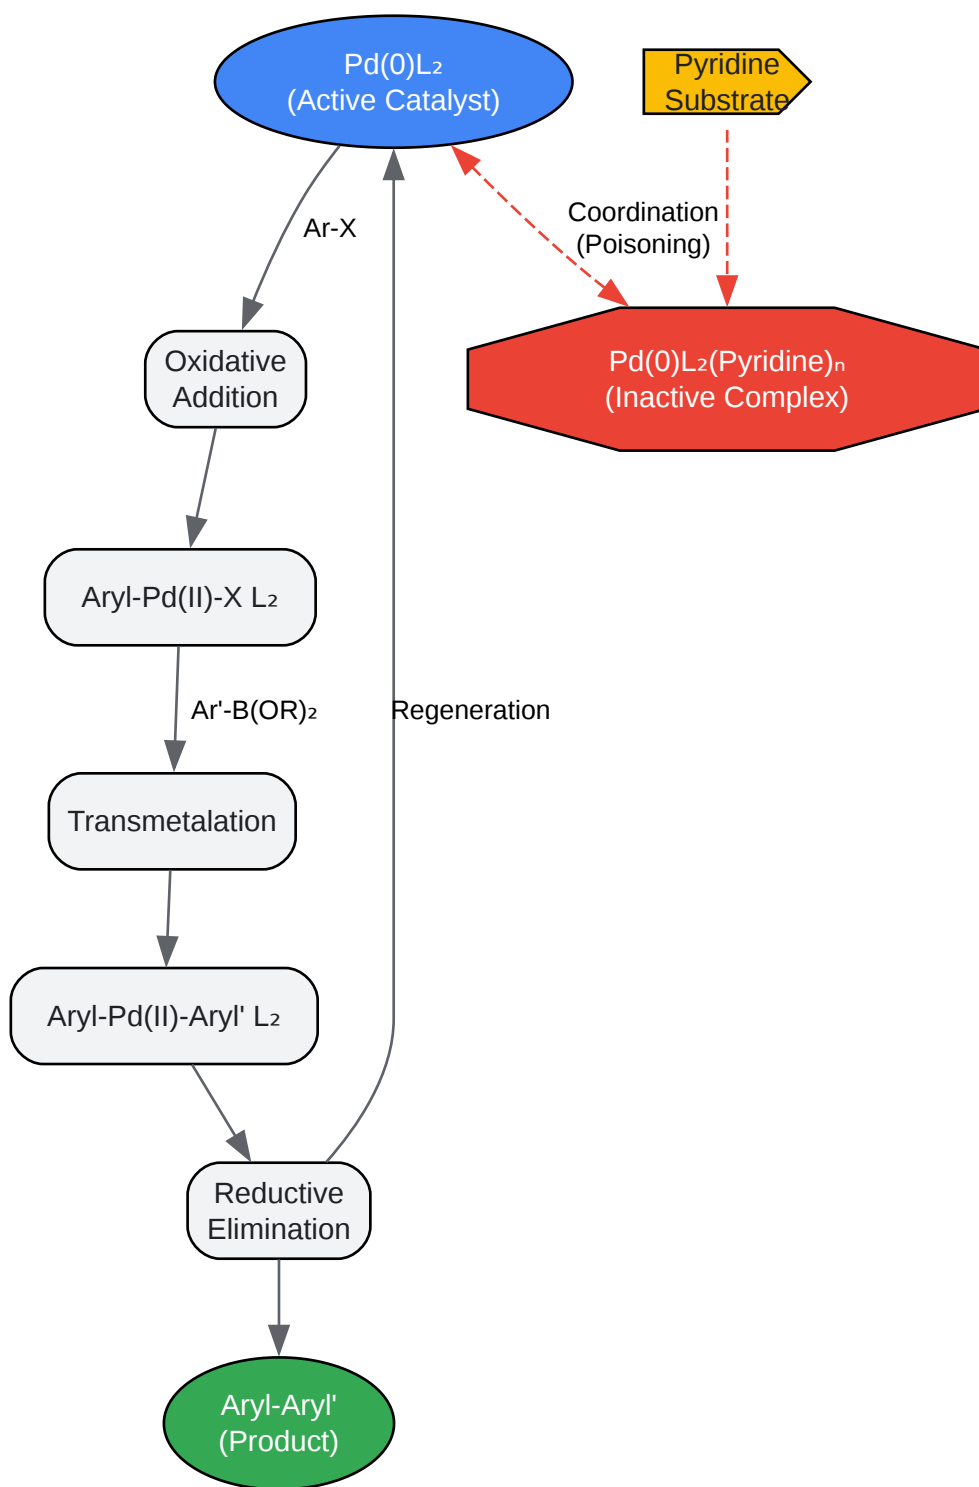 Pd(0)L₂
(Active Catalyst)
Pyridine
Substrate
Ar-X
Coordination
(Poisoning)
Oxidative
Addition
Pd(0)L₂(Pyridine)ₙ
(Inactive Complex)
Aryl-Pd(II)-X L₂
Ar'-B(OR)₂
Regeneration
Transmetalation
Aryl-Pd(II)-Aryl' L₂
Reductive
Elimination
Aryl-Aryl'
(Product)